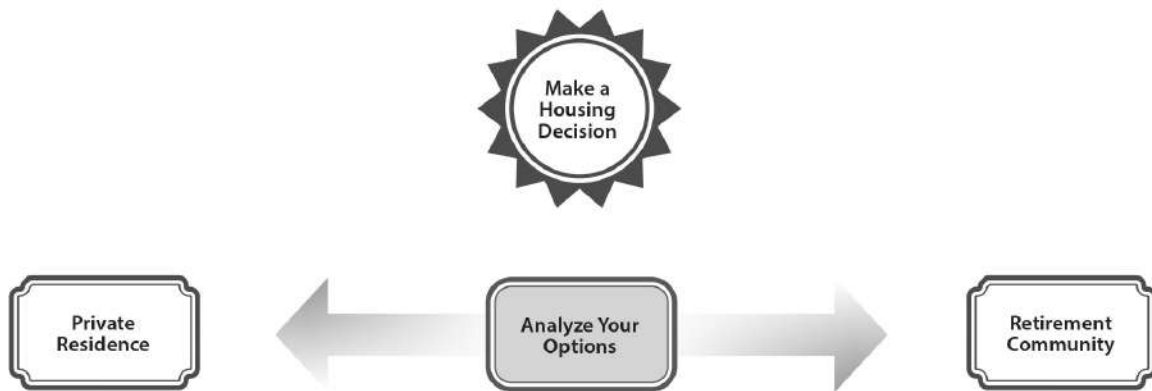 Make a
Housing
Decision
Private
Residence
Analyze Your
Options
Retirement
Community